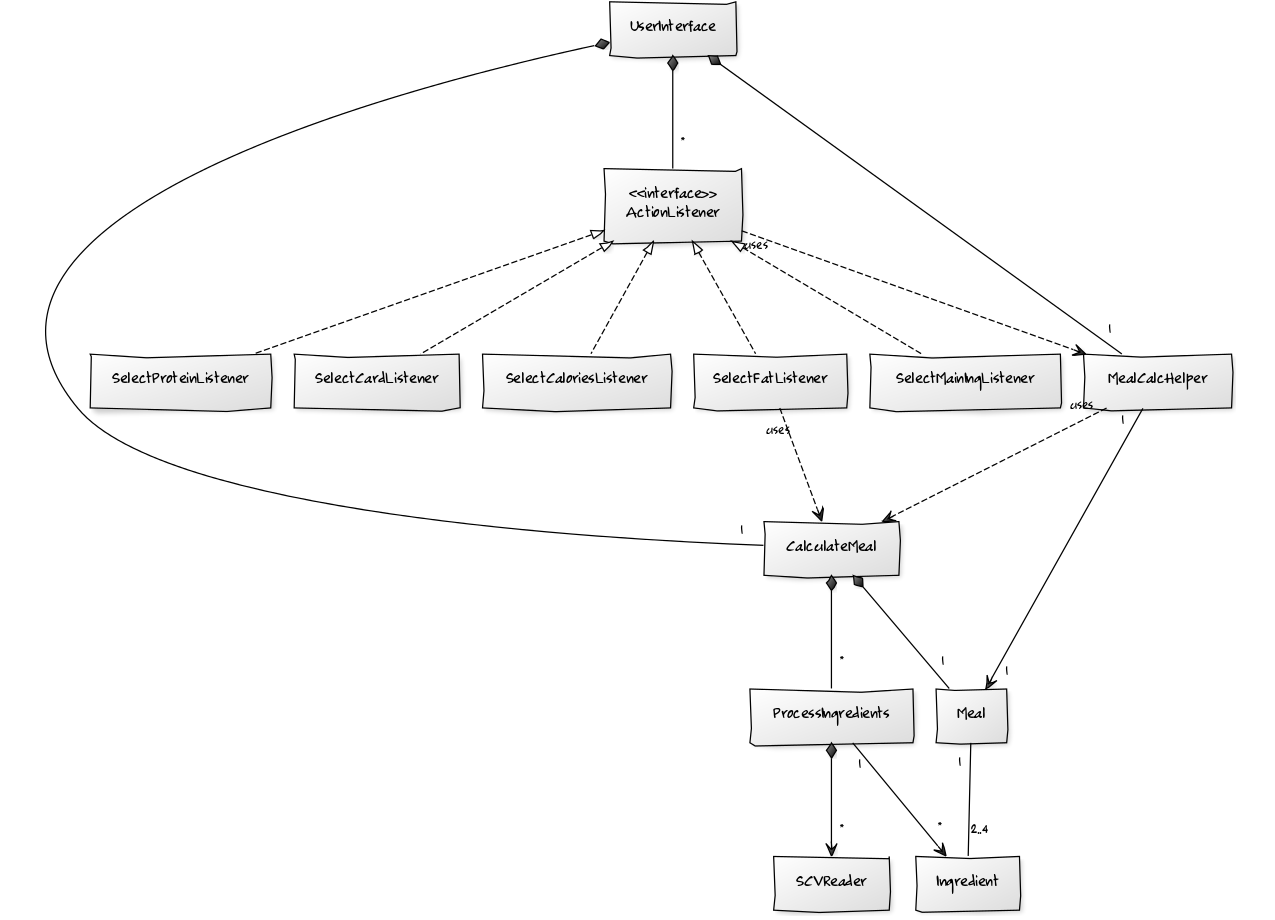 UserInterface
*
<<interface>>
ActionListener
uses
1
SelectProteinListener
SelectCardListener
SelectCaloriesListener
SelectFatListener
SelectMainIngListener
MealCalcHelper
uses
1
uses
1
CalculateMeal
*
1
1
ProcessIngredients
Meal
1
1
*
*
2..4
SCVReader
Ingredient